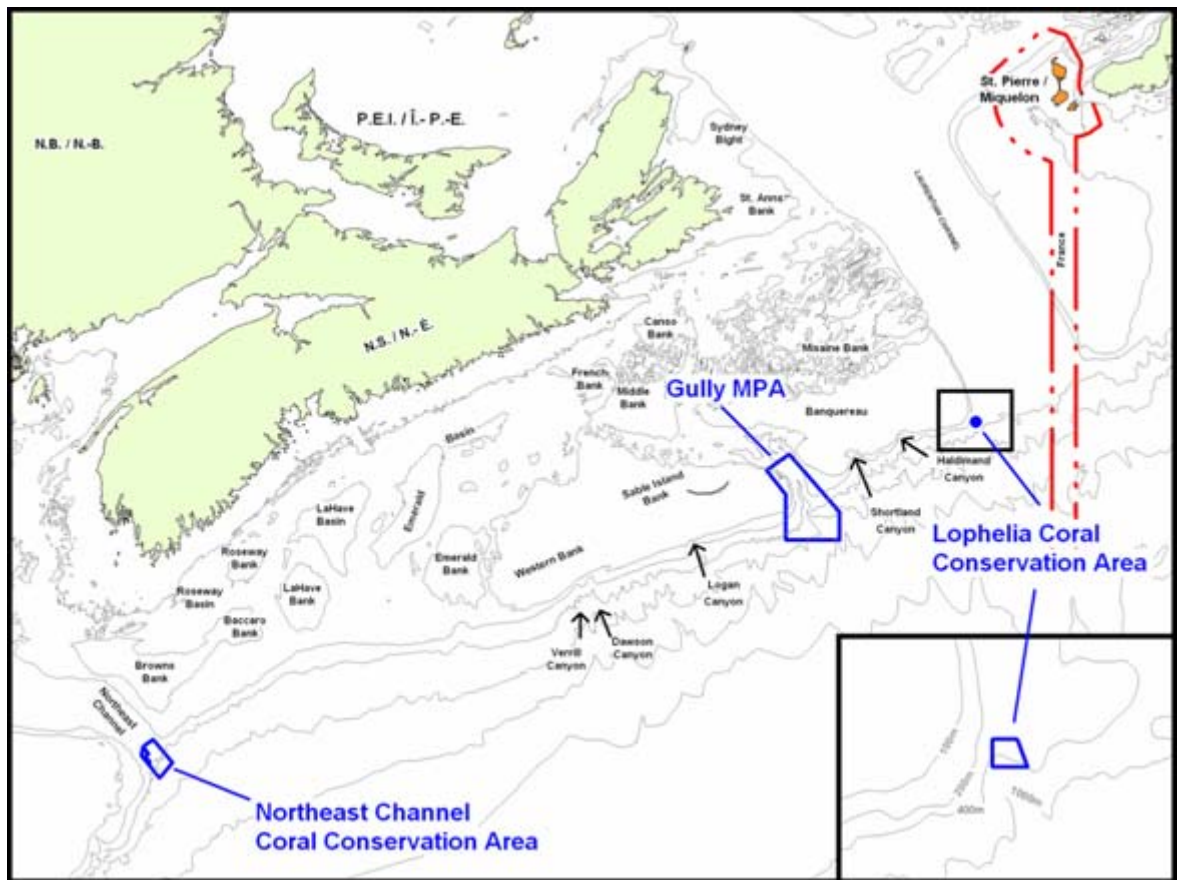 St. Pierre /
Miquelon
P.E.I. / Î.- P.-E.
N.B. / N.-B.
Sydney
Bight
St. Anns
Bank
Laurentian Channel
France
N.S. / N.- É.
Canso
Bank
Misaine Bank
French
Bank
Middle
Bank
Gully MPA
Banquereau
Basin
Emerald
Haldimand
Canyon
Sable Island
Bank
LaHave
Basin
Shortland
Canyon
Lophelia Coral
Conservation Area
Roseway
Bank
Emerald
Bank
Western Bank
Roseway
Basin
LaHave
Bank
Logan
Canyon
Baccaro
Bank
Verrill
Canyon
Dawson
Canyon
Browns
Bank
Northeast
Channel
100m
200m
400m
1000m
Northeast Channel
Coral Conservation Area